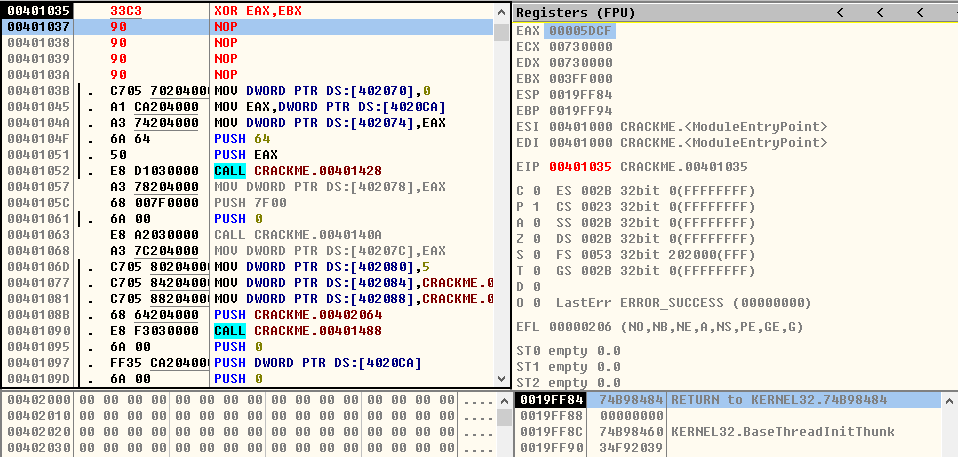 00401035 33C3 XOR EAX,EBX
00401037 90 NOP
00401038 90 NOP
00401039 90 NOP
0040103A 90 NOP
0040103B . C705 70204000 MOV DWORD PTR DS:[402070],0
00401045 . A1 CA204000 MOV EAX,DWORD PTR DS:[4020CA]
0040104A . A3 74204000 MOV DWORD PTR DS:[402074],EAX
0040104F . 6A 64 PUSH 64
00401051 . 50 PUSH EAX
00401052 . E8 D1030000 CALL CRACKME.00401428
00401057 A3 78204000 MOV DWORD PTR DS:[402078],EAX
0040105C 68 007F0000 PUSH 7F00
00401061 . 6A 00 PUSH 0
00401063 E8 A2030000 CALL CRACKME.0040140A
00401068 A3 7C204000 MOV DWORD PTR DS:[40207C],EAX
0040106D . C705 80204000 MOV DWORD PTR DS:[402080],5
00401077 . C705 84204000 MOV DWORD PTR DS:[402084],CRACKME.0
00401081 . C705 88204000 MOV DWORD PTR DS:[402088],CRACKME.0
0040108B . 68 64204000 PUSH CRACKME.00402064
00401090 . E8 F3030000 CALL CRACKME.00401488
00401095 . 6A 00 PUSH 0
00401097 . FF35 CA204000 PUSH DWORD PTR DS:[4020CA]
0040109D . 6A 00 PUSH 0
Registers (FPU) < < <
EAX 00005DCF
ECX 00730000
EDX 00730000
EBX 003FF000
ESP 0019FF84
EBP 0019FF94
ESI 00401000 CRACKME.<ModuleEntryPoint>
EDI 00401000 CRACKME.<ModuleEntryPoint>
EIP 00401035 CRACKME.00401035
C 0 ES 002B 32bit 0(FFFFFFFF)
P 1 CS 0023 32bit 0(FFFFFFFF)
A 0 SS 002B 32bit 0(FFFFFFFF)
Z 0 DS 002B 32bit 0(FFFFFFFF)
S 0 FS 0053 32bit 202000(FFF)
T 0 GS 002B 32bit 0(FFFFFFFF)
D 0
O 0 LastErr ERROR_SUCCESS (00000000)
EFL 00000206 (NO,NB,NE,A,NS,PE,GE,G)
ST0 empty 0.0
ST1 empty 0.0
ST2 empty 0.0
00402000 00 00 00 00 00 00 00 00 00 00 00 00 00 00 00 00 ....
00402010 00 00 00 00 00 00 00 00 00 00 00 00 00 00 00 00 ....
00402020 00 00 00 00 00 00 00 00 00 00 00 00 00 00 00 00 ....
00402030 00 00 00 00 00 00 00 00 00 00 00 00 00 00 00 00 ....
0019FF84 74B98484 RETURN to KERNEL32.74B98484
0019FF88 00000000
0019FF8C 74B98460 KERNEL32.BaseThreadInitThunk
0019FF90 34F92039